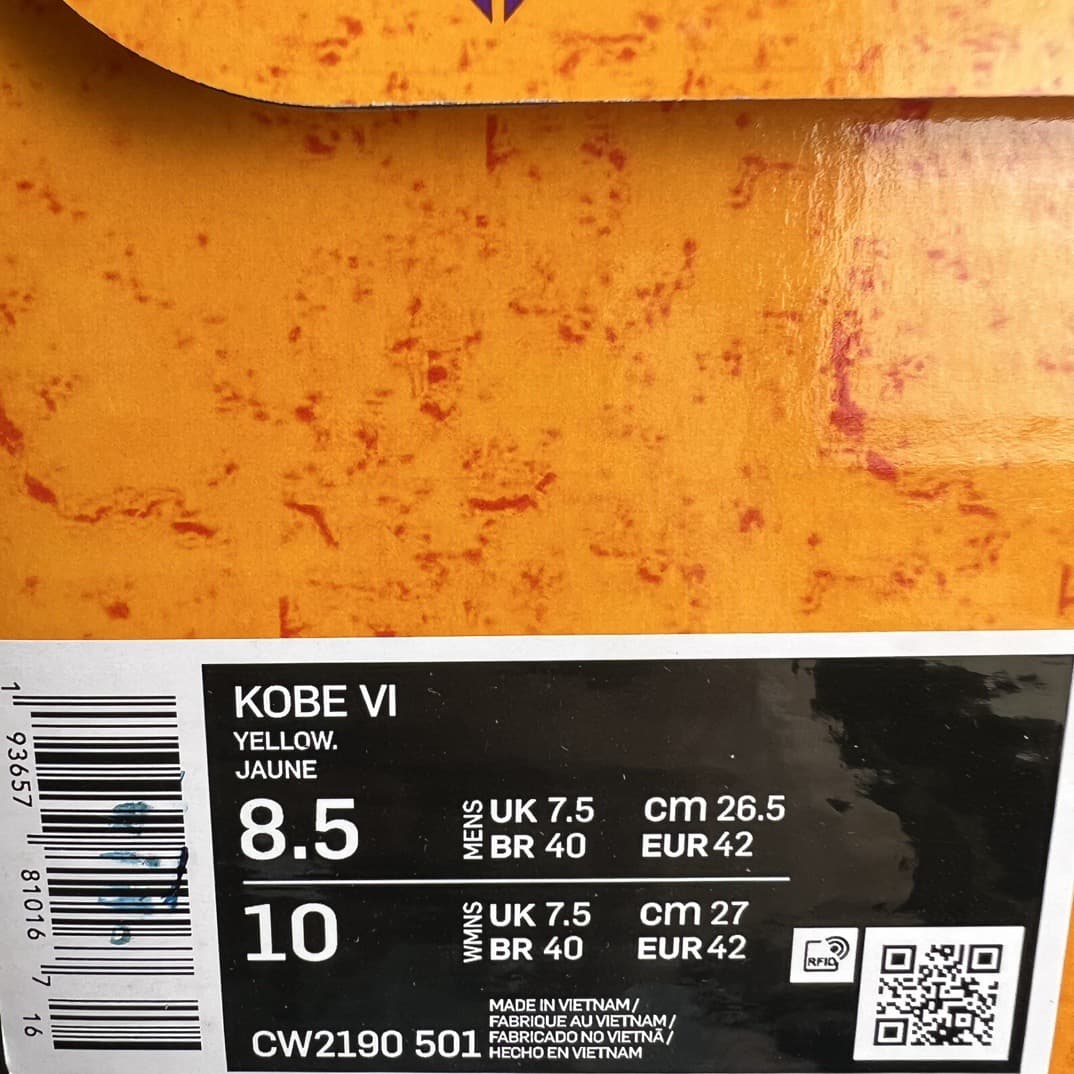 KOBE VI
YELLOW.
JAUNE
8.5
MENS
UK 7.5
cm 26.5
BR 40
EUR 42
10
WMNS
UK 7.5
cm 27
BR 40
EUR 42
RFID
CW2190 501
MADE IN VIETNAM /
FABRIQUE AU VIETNAM /
FABRICADO NO VIETNÃ /
HECHO EN VIETNAM
1 93657 81016 7 16